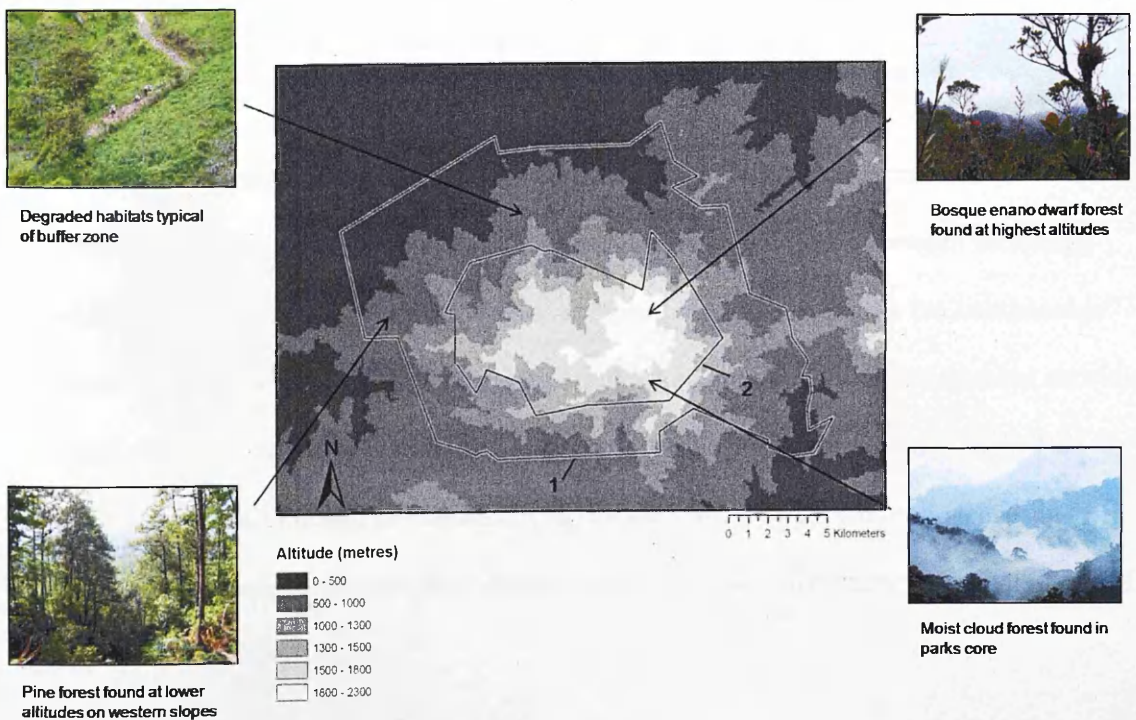 Degraded habitats typical
of buffer zone
Bosque enano dwarf forest
found at highest altitudes
2
N
1
0 1 2 3 4 5 Kilometers
Altitude (metres)
0 - 500
500 - 1000
1000 - 1300
1300 - 1500
1500 - 1800
1800 - 2300
Pine forest found at lower
altitudes on western slopes
Moist cloud forest found in
parks core